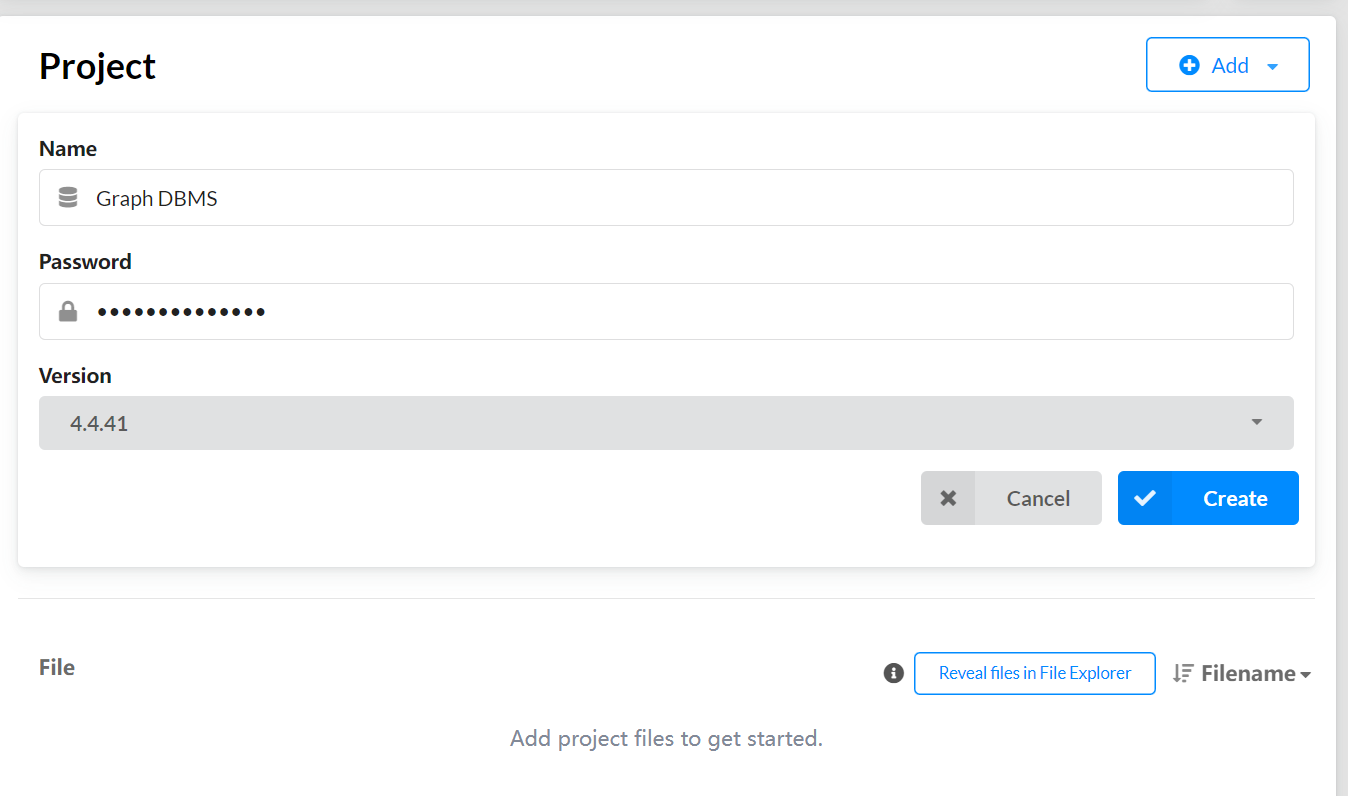 Project
Add
Name
Graph DBMS
Password
••••••••••••••
Version
4.4.41
Cancel
Create
File
Reveal files in File Explorer
Filename
Add project files to get started.